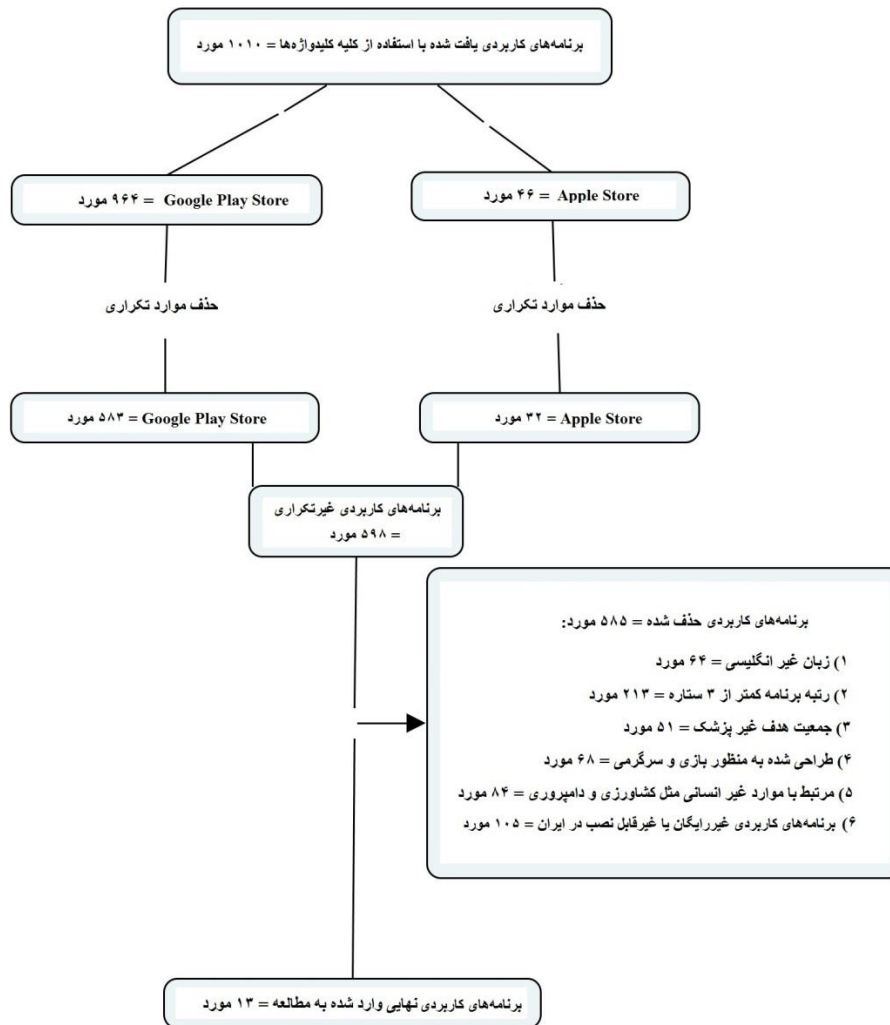 برنامه‌های کاربردی یافت شده با استفاده از کلیه کلیدواژه‌ها = ۱۰۱۰ مورد
Google Play Store = ۹۶۴ مورد
Apple Store = ۴۶ مورد
حذف موارد تکراری
حذف موارد تکراری
Google Play Store = ۵۸۳ مورد
Apple Store = ۳۲ مورد
برنامه‌های کاربردی غیرتکراری
= ۵۹۸ مورد
برنامه‌های کاربردی حذف شده = ۵۸۵ مورد:
۱) زبان غیر انگلیسی = ۶۴ مورد
۲) رتبه برنامه کمتر از ۳ ستاره = ۲۱۳ مورد
۳) جمعیت هدف غیر پزشک = ۵۱ مورد
۴) طراحی شده به منظور بازی و سرگرمی = ۶۸ مورد
۵) مرتبط با موارد غیر انسانی مثل کشاورزی و دامپروری = ۸۴ مورد
۶) برنامه‌های کاربردی غیررایگان یا غیرقابل نصب در ایران = ۱۰۵ مورد
برنامه‌های کاربردی نهایی وارد شده به مطالعه = ۱۳ مورد